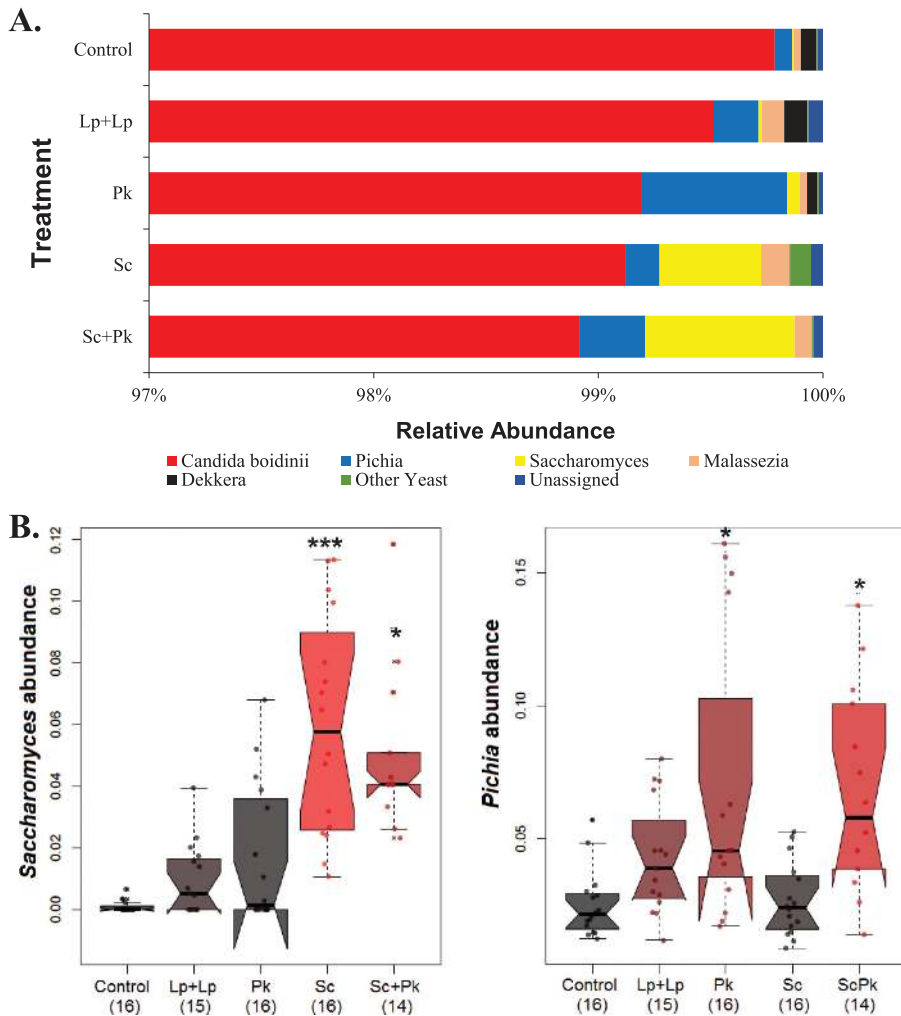 A.
Treatment
Control
Lp+Lp
Pk
Sc
Sc+Pk
97% 98% 99% 100%
Relative Abundance
Candida boidinii Pichia Saccharomyces Malassezia
Dekkera Other Yeast Unassigned
B.
Saccharomyces abundance
0.12
0.10
0.08
0.06
0.04
0.02
0.00
***
*
Control Lp+Lp Pk Sc Sc+Pk
(16) (15) (16) (16) (14)
Pichia abundance
0.15
0.10
0.05
*
*
Control Lp+Lp Pk Sc ScPk
(16) (15) (16) (16) (14)